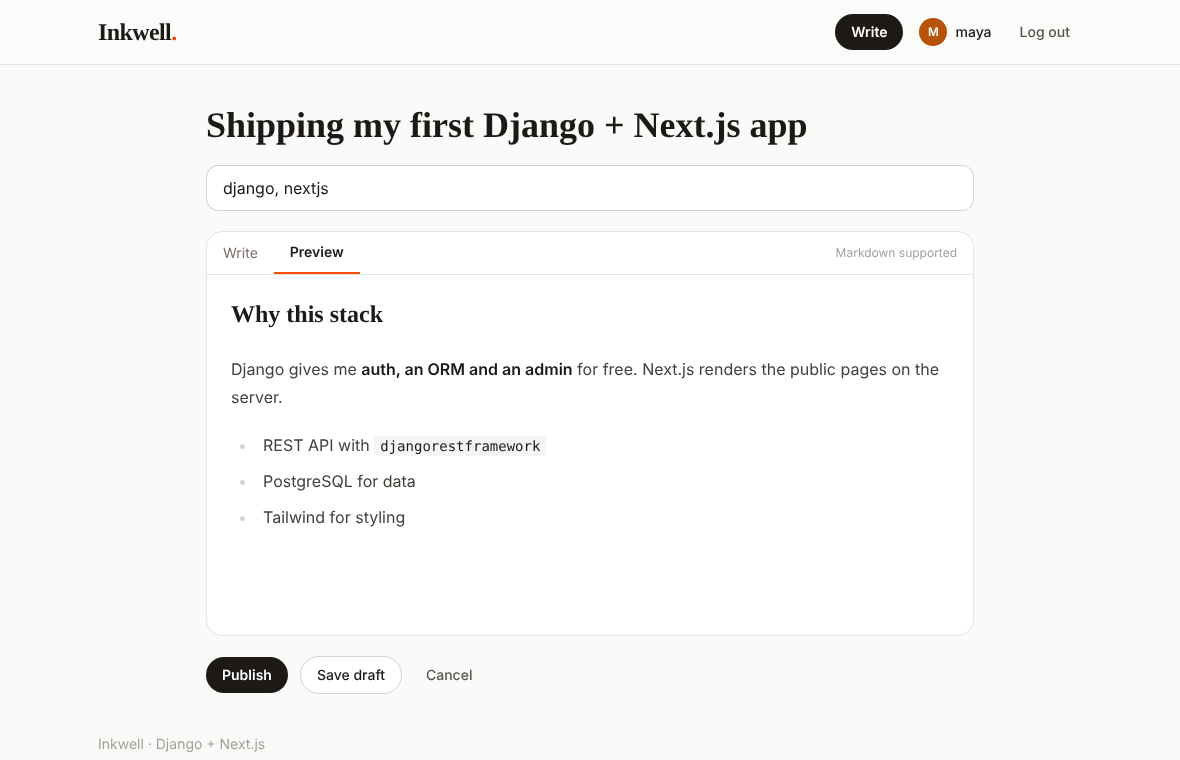 Inkwell.
Write
M
maya
Log out
Shipping my first Django + Next.js app
django, nextjs
Write
Preview
Markdown supported
Why this stack
Django gives me auth, an ORM and an admin for free. Next.js renders the public pages on the
server.
REST API with djangorestframework
PostgreSQL for data
Tailwind for styling
Publish
Save draft
Cancel
Inkwell · Django + Next.js